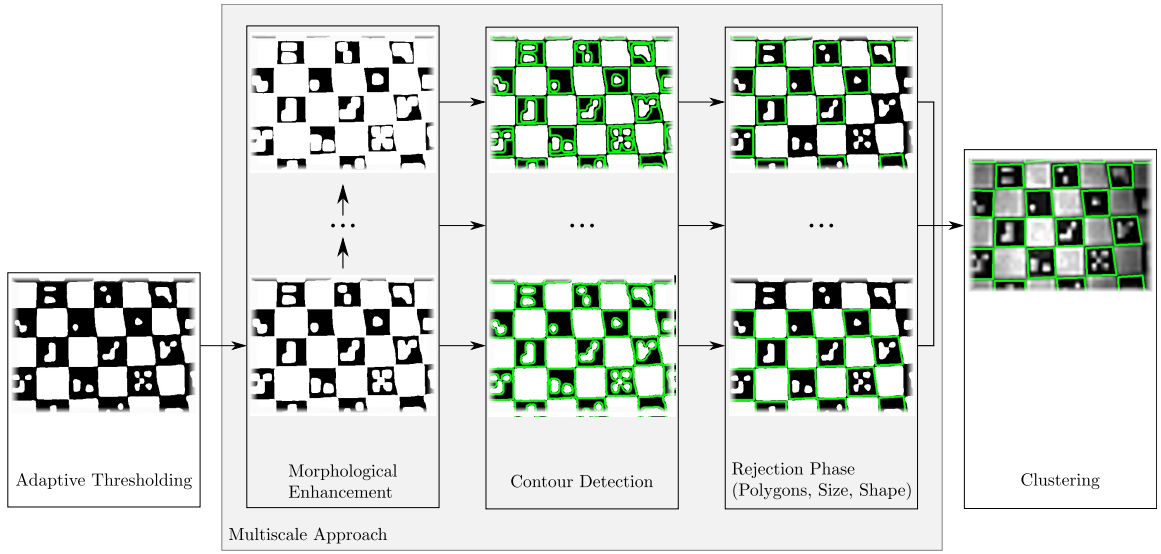 Adaptive Thresholding
Morphological
Enhancement
Contour Detection
Rejection Phase
(Polygons, Size, Shape)
Clustering
Multiscale Approach